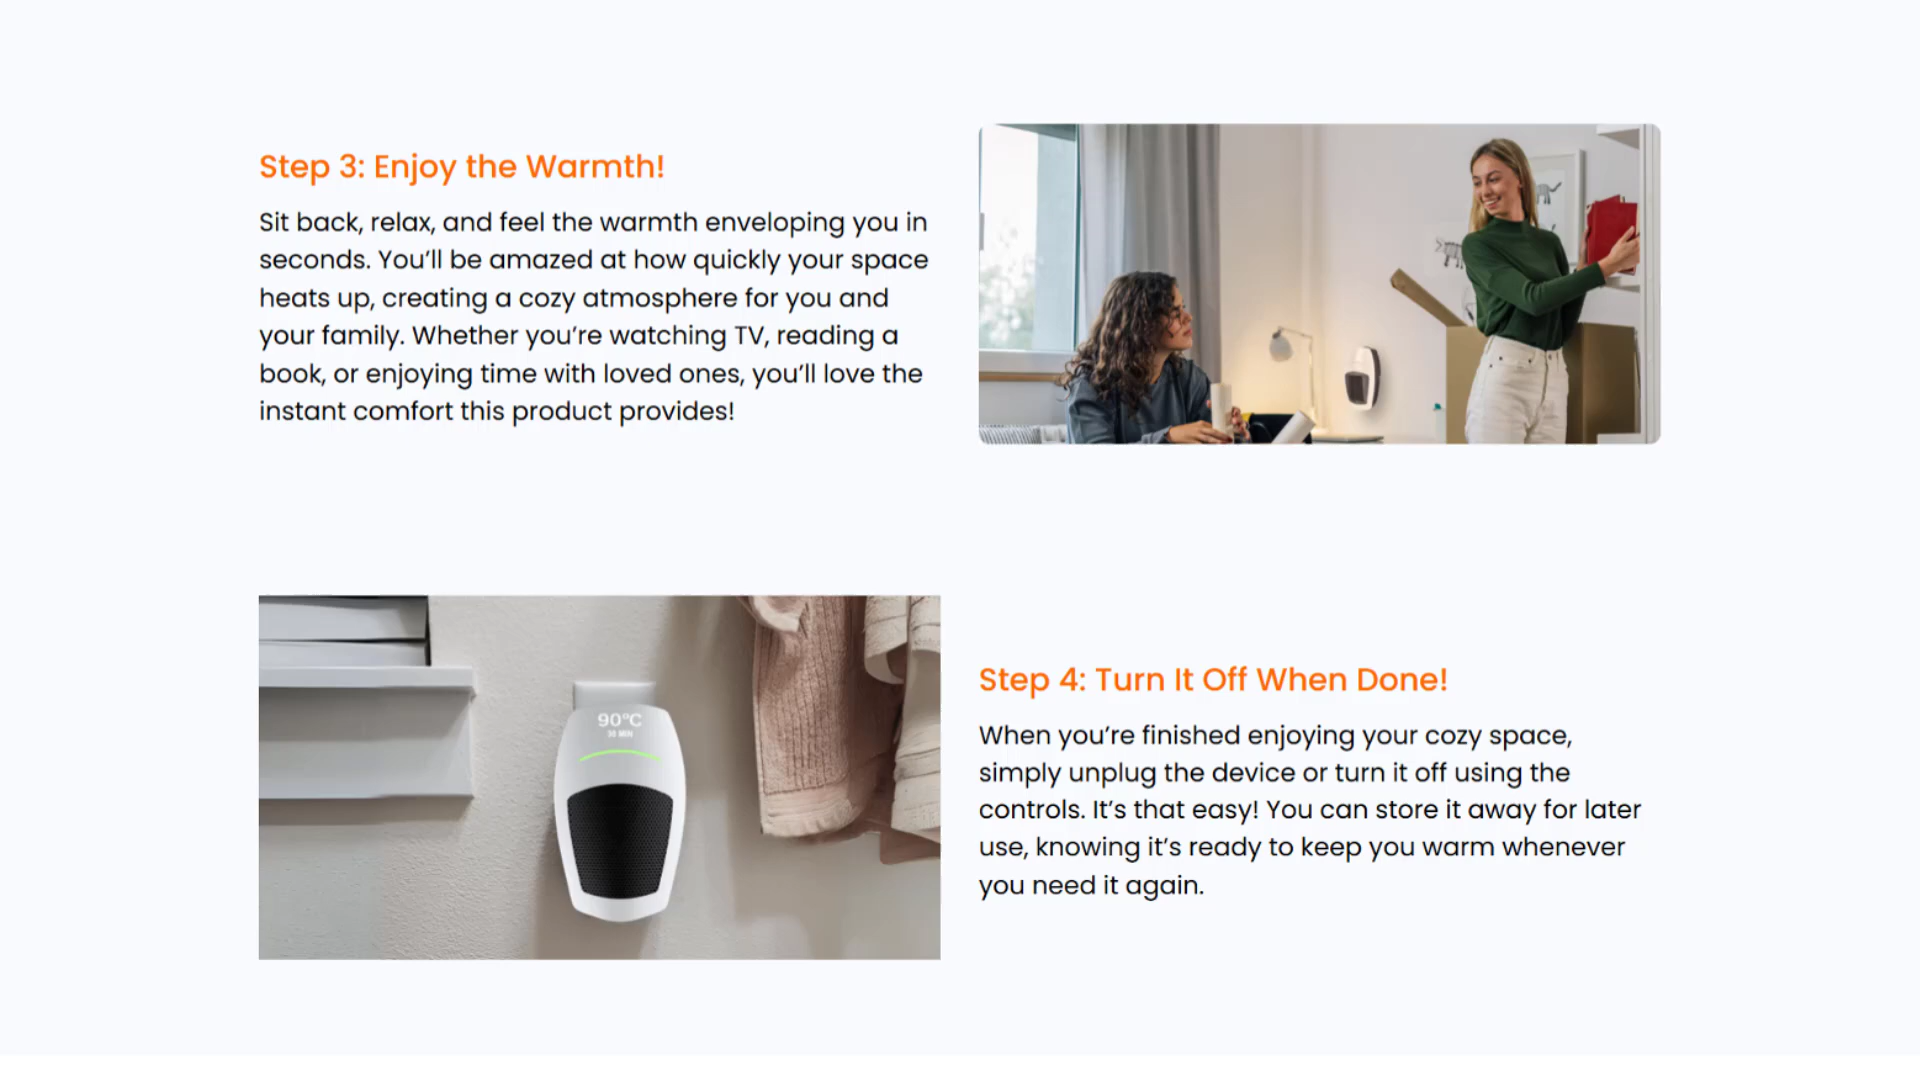 Step 3: Enjoy the Warmth!
Sit back, relax, and feel the warmth enveloping you in
seconds. You’ll be amazed at how quickly your space
heats up, creating a cozy atmosphere for you and
your family. Whether you’re watching TV, reading a
book, or enjoying time with loved ones, you’ll love the
instant comfort this product provides!
90°C
30 MIN
Step 4: Turn It Off When Done!
When you’re finished enjoying your cozy space,
simply unplug the device or turn it off using the
controls. It’s that easy! You can store it away for later
use, knowing it’s ready to keep you warm whenever
you need it again.